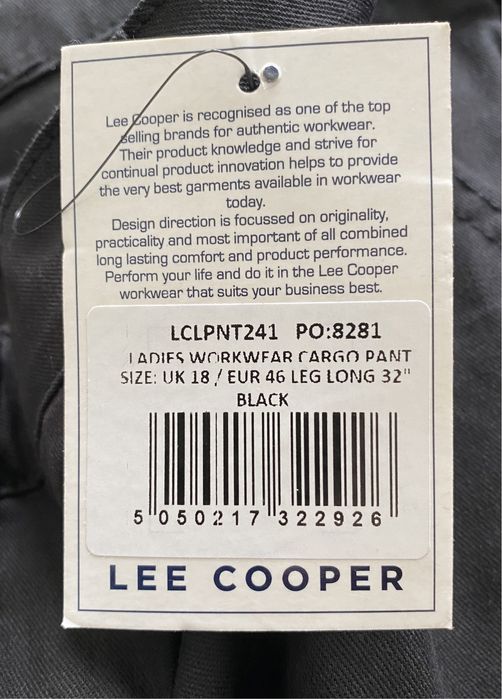 Lee Cooper is recognised as one of the top
selling brands for authentic workwear.
Their product knowledge and strive for
continual product innovation helps to provide
the very best garments available in workwear
today.
Design direction is focussed on originality,
practicality and most important of all combined
long lasting comfort and product performance.
Perform your life and do it in the Lee Cooper
workwear that suits your business best.
LCLPNT241 PO:8281
LADIES WORKWEAR CARGO PANT
SIZE: UK 18 / EUR 46 LEG LONG 32"
BLACK
5 050217 322926
LEE COOPER